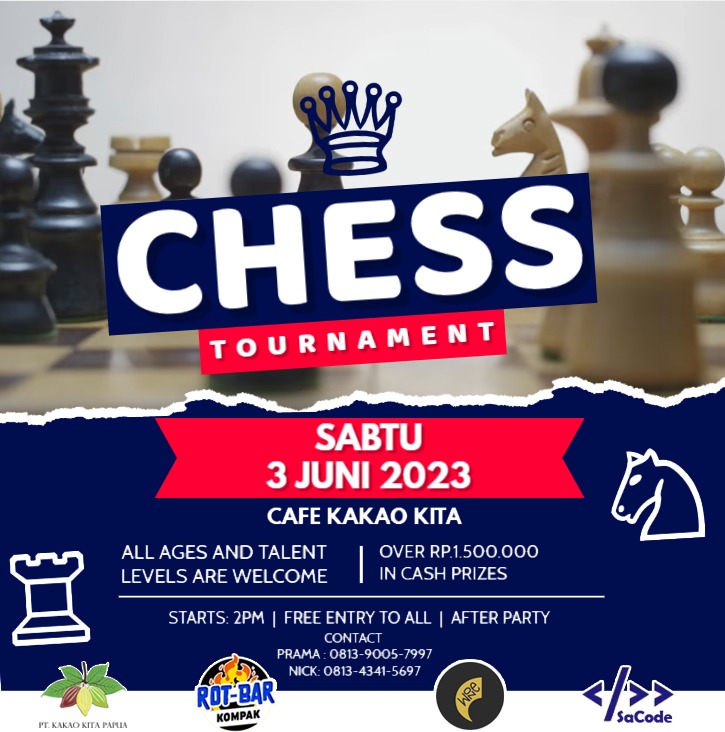 CHESS
TOURNAMENT
SABTU
3 JUNI 2023
CAFE KAKAO KITA
ALL AGES AND TALENT
LEVELS ARE WELCOME
OVER RP.1.500.000
IN CASH PRIZES
STARTS: 2PM | FREE ENTRY TO ALL | AFTER PARTY
CONTACT
PRAMA : 0813-9005-7997
NICK: 0813-4341-5697
PT. KAKAO KITA PAPUA
ROT-BAR
KOMPAK
</>>
SaCode